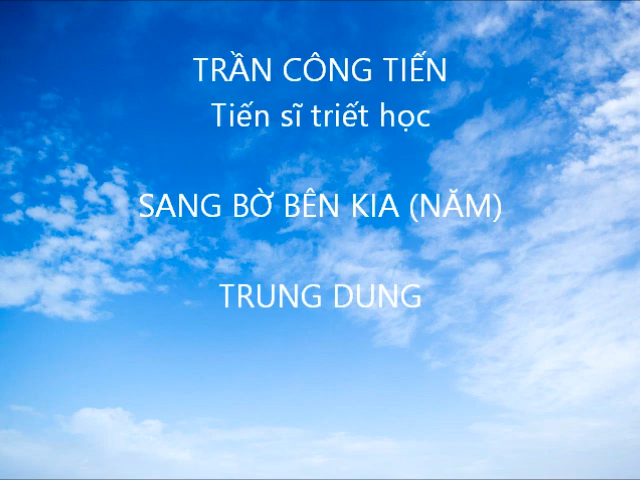 TRẦN CÔNG TIẾN
Tiến sĩ triết học
SANG BỜ BÊN KIA (NĂM)
TRUNG DUNG